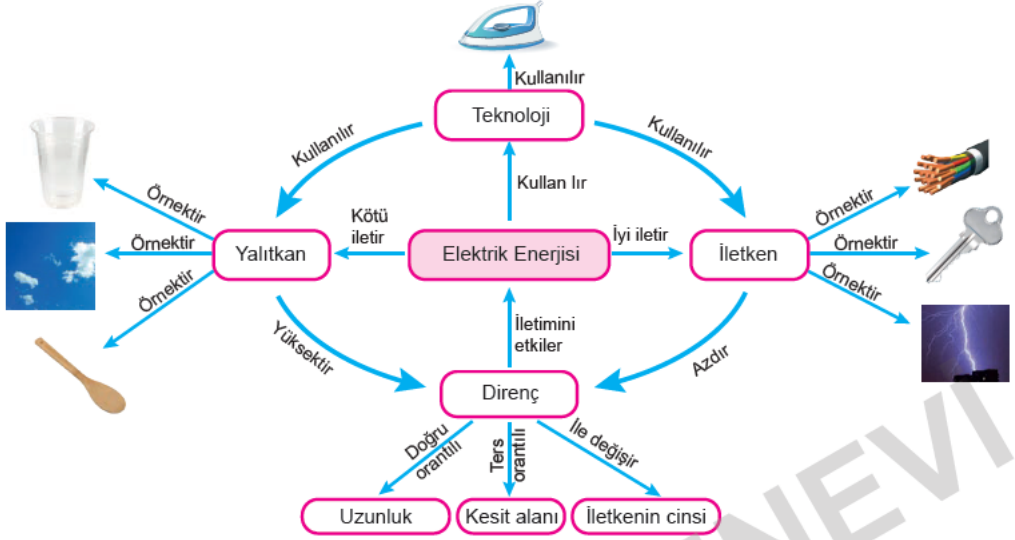 Kullanılır
Teknoloji
Kullanılır
Kullanılır
Kullan lır
Örnektir
Örnektir
Örnektir
Yalıtkan
Kötü
iletir
Elektrik Enerjisi
İyi iletir
İletken
Örnektir
Örnektir
Örnektir
Yüksektir
İletimini
etkiler
Azdır
Direnç
Doğru
orantılı
Ters
orantılı
İle değişir
Uzunluk
Kesit alanı
İletkenin cinsi
NEVI